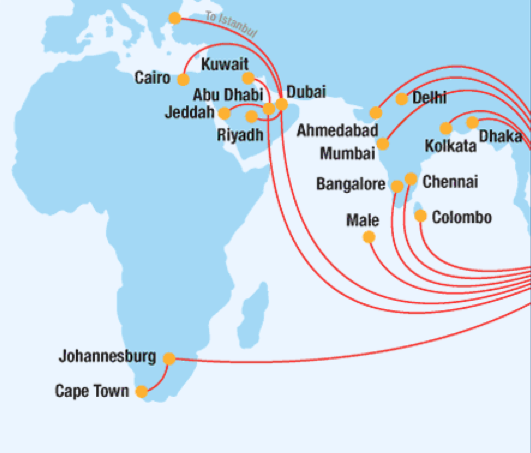 To Istanbul
Kuwait
Cairo
Abu Dhabi
Dubai
Delhi
Jeddah
Riyadh
Ahmedabad
Mumbai
Kolkata
Dhaka
Bangalore
Chennai
Male
Colombo
Johannesburg
Cape Town